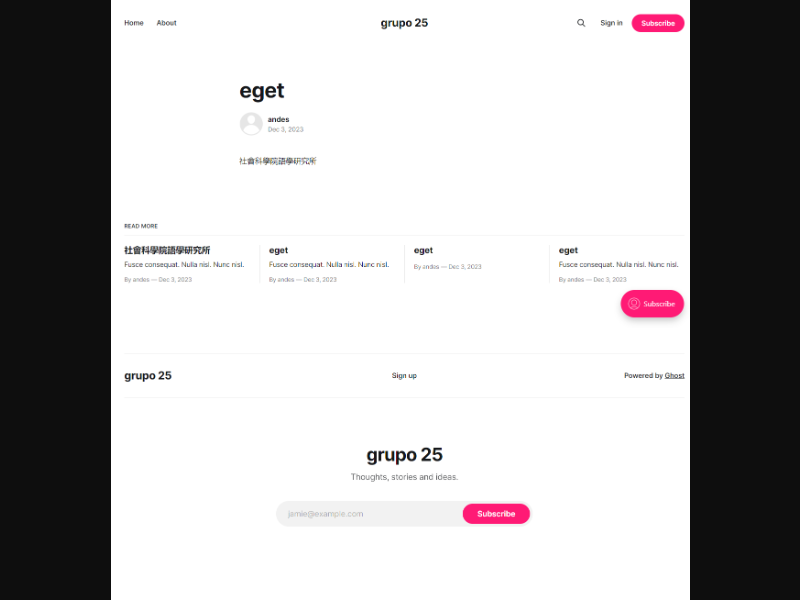 Home About grupo 25 Sign in Subscribe
eget
andes
Dec 3, 2023
社會科學院語學研究所
READ MORE
社會科學院語學研究所
Fusce consequat. Nulla nisl. Nunc nisl.
By andes — Dec 3, 2023
eget
Fusce consequat. Nulla nisl. Nunc nisl.
By andes — Dec 3, 2023
eget
By andes — Dec 3, 2023
eget
Fusce consequat. Nulla nisl. Nunc nisl.
By andes — Dec 3, 2023
Subscribe
grupo 25 Sign up Powered by Ghost
grupo 25
Thoughts, stories and ideas.
jamie@example.com Subscribe